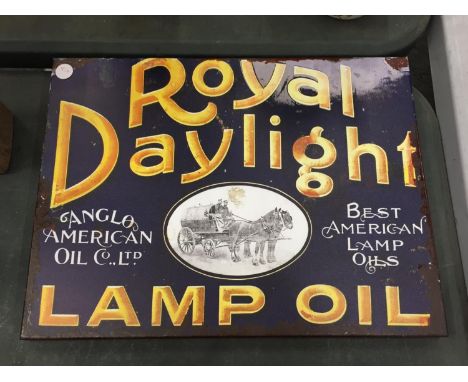 Royal
Daylight
ANGLO
AMERICAN
OIL Co., LTD
BEST
AMERICAN
LAMP
OILS
LAMP OIL